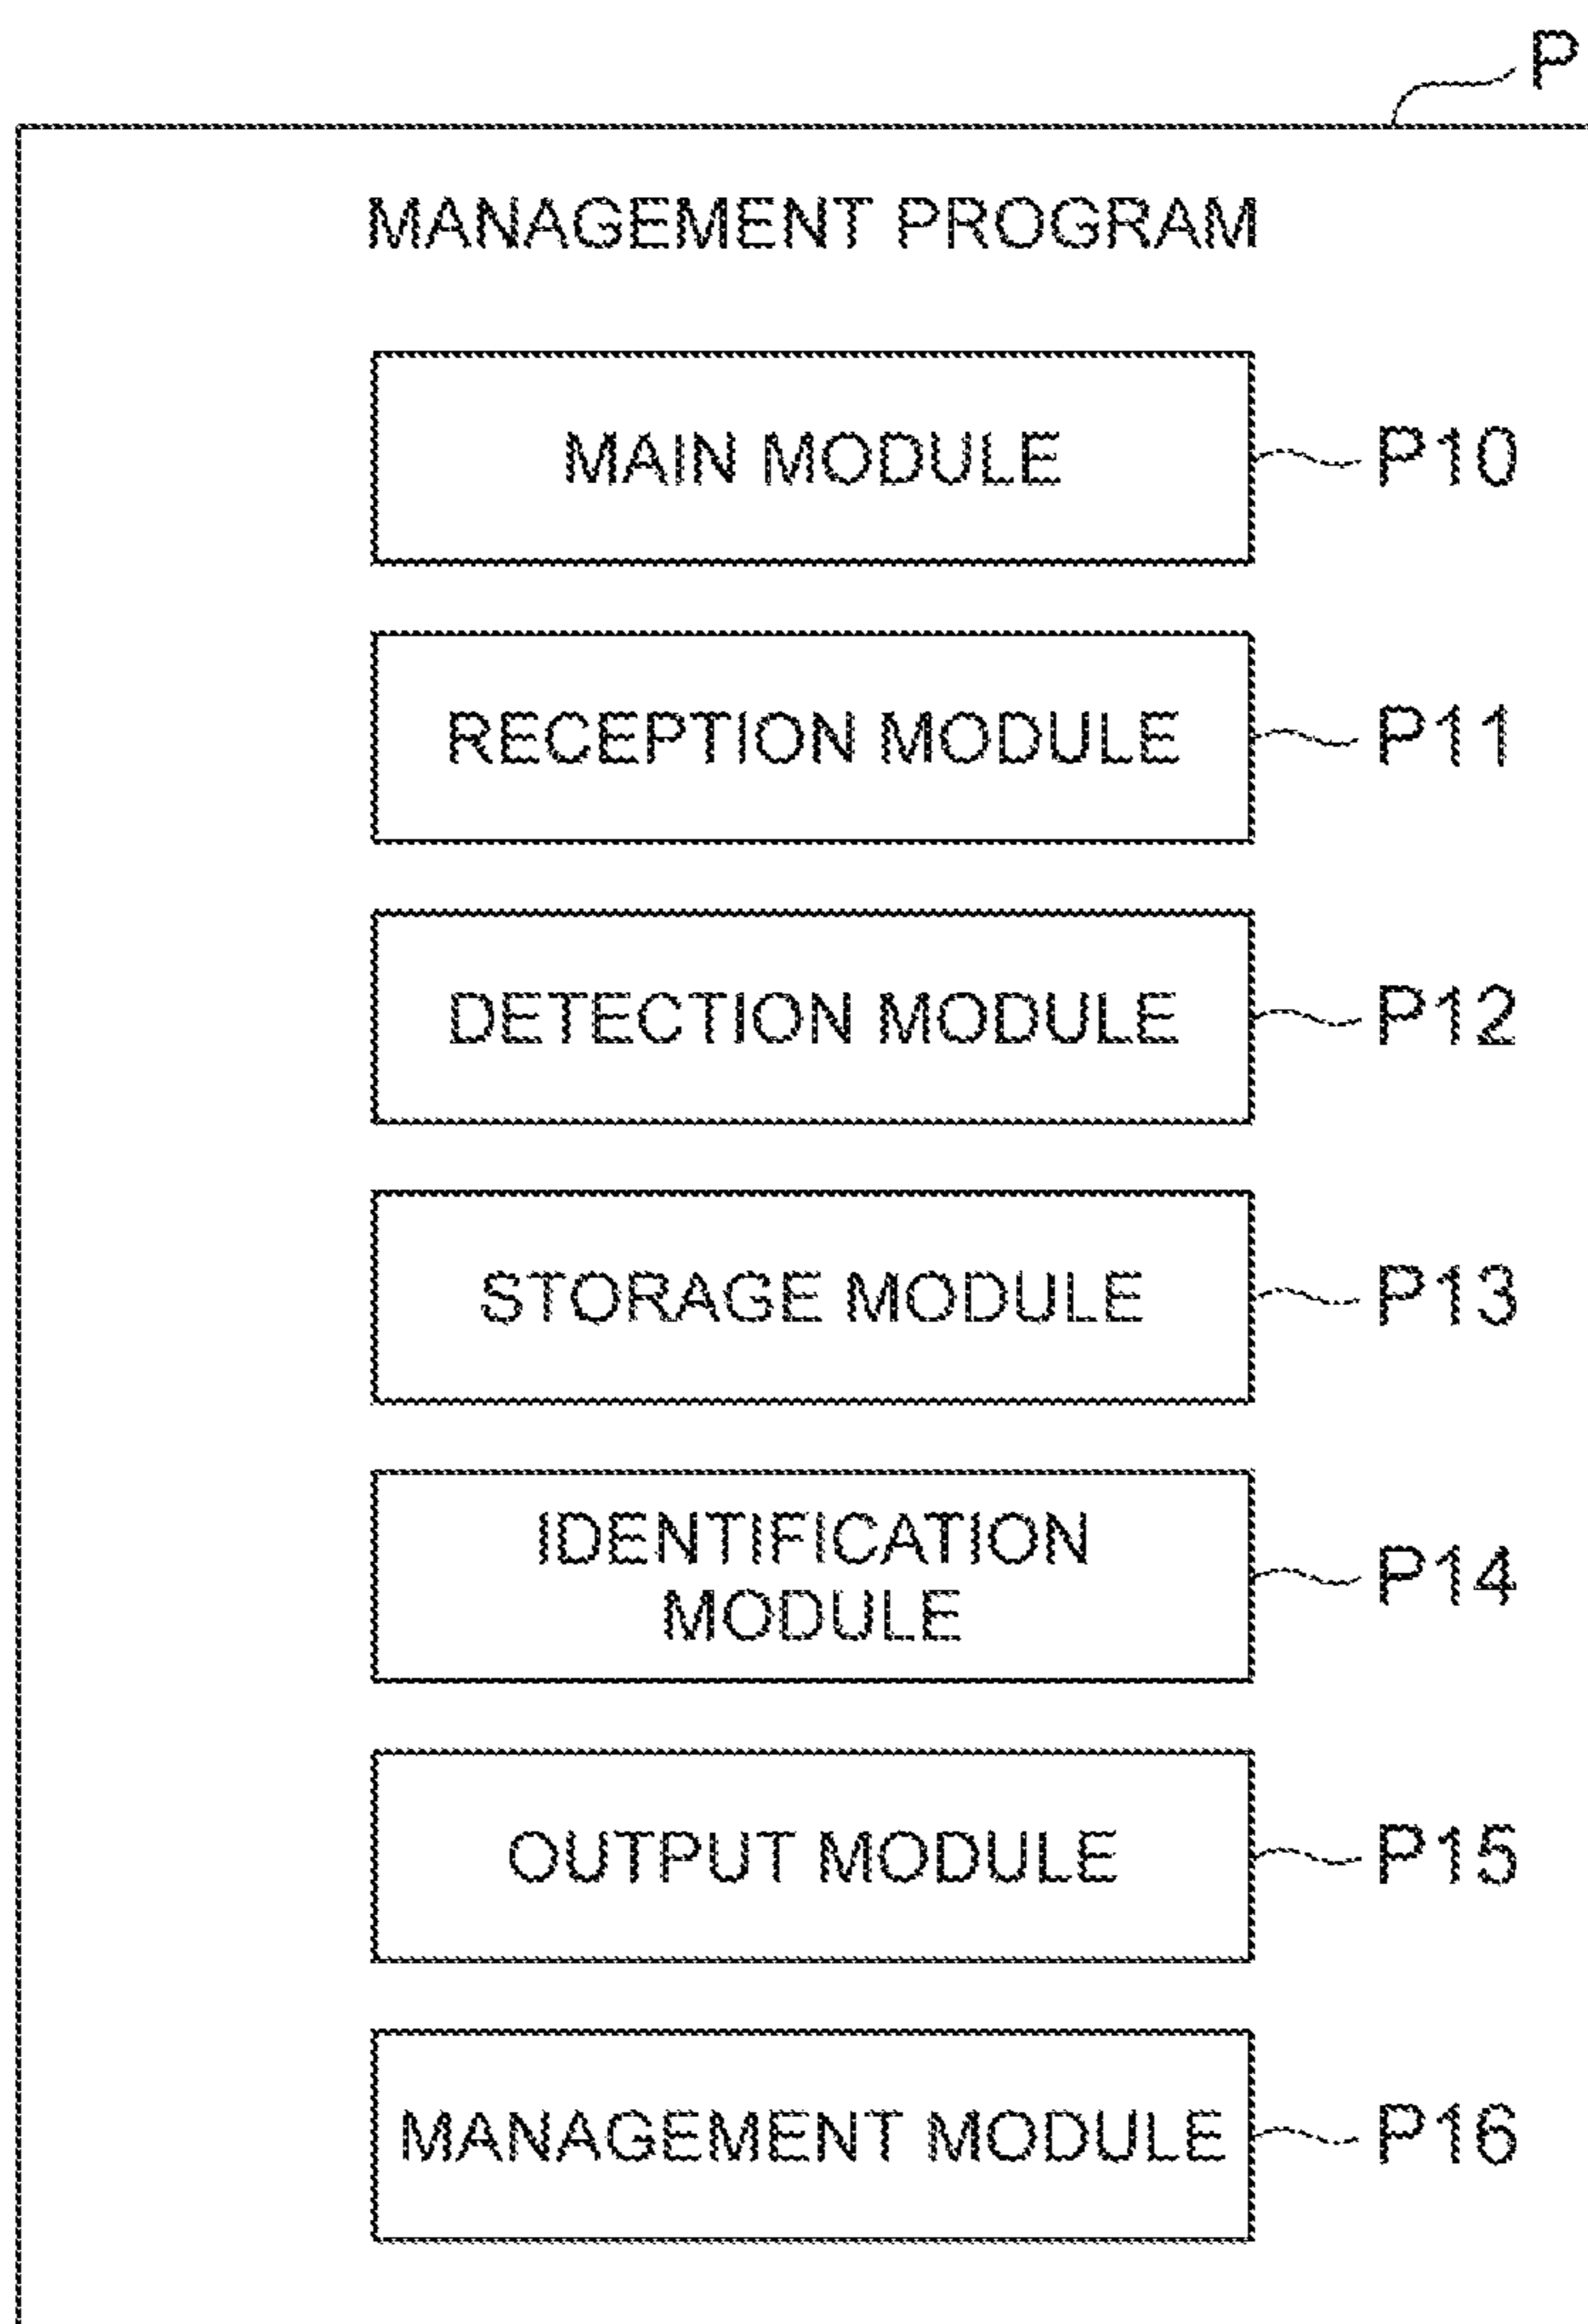 P
MANAGEMENT PROGRAM
MAIN MODULE
P10
RECEPTION MODULE
P11
DETECTION MODULE
P12
STORAGE MODULE
P13
IDENTIFICATION
MODULE
P14
OUTPUT MODULE
P15
MANAGEMENT MODULE
P16